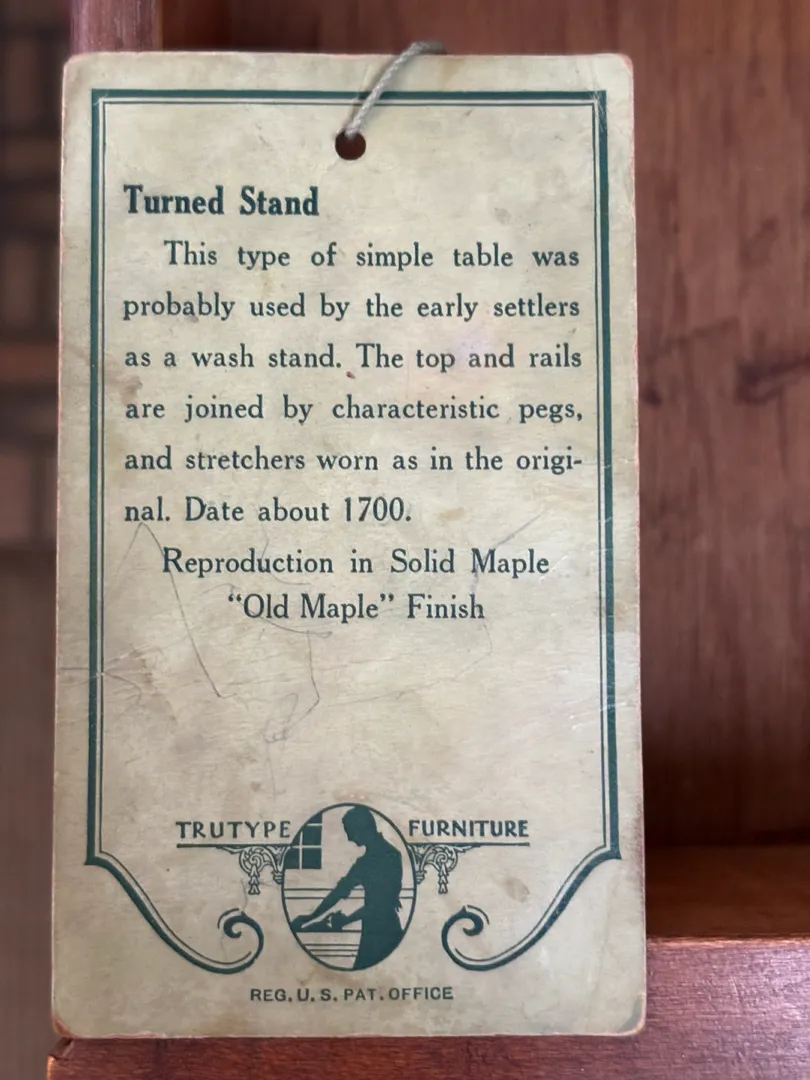 Turned Stand
This type of simple table was
probably used by the early settlers
as a wash stand. The top and rails
are joined by characteristic pegs,
and stretchers worn as in the origi-
nal. Date about 1700.
Reproduction in Solid Maple
“Old Maple” Finish
TRUTYPE FURNITURE
REG. U. S. PAT. OFFICE